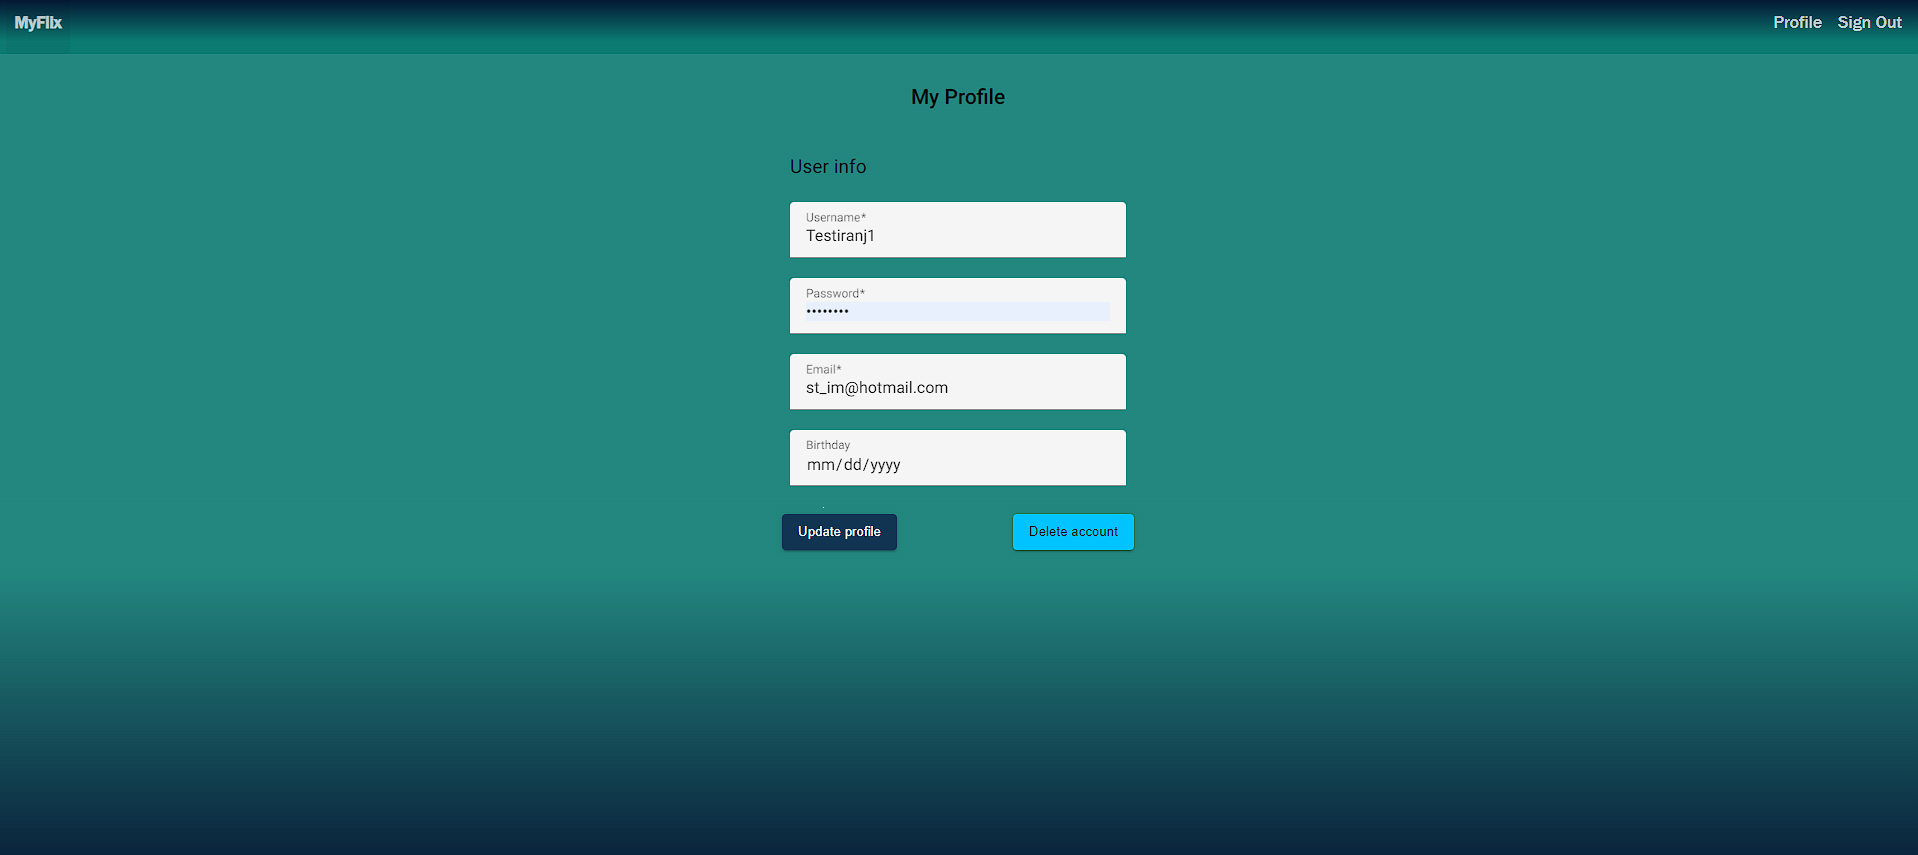 MyFlix
Profile Sign Out
My Profile
User info
Username*
Testiranj1
Password*
••••••••
Email*
st_im@hotmail.com
Birthday
mm/dd/yyyy
Update profile
Delete account